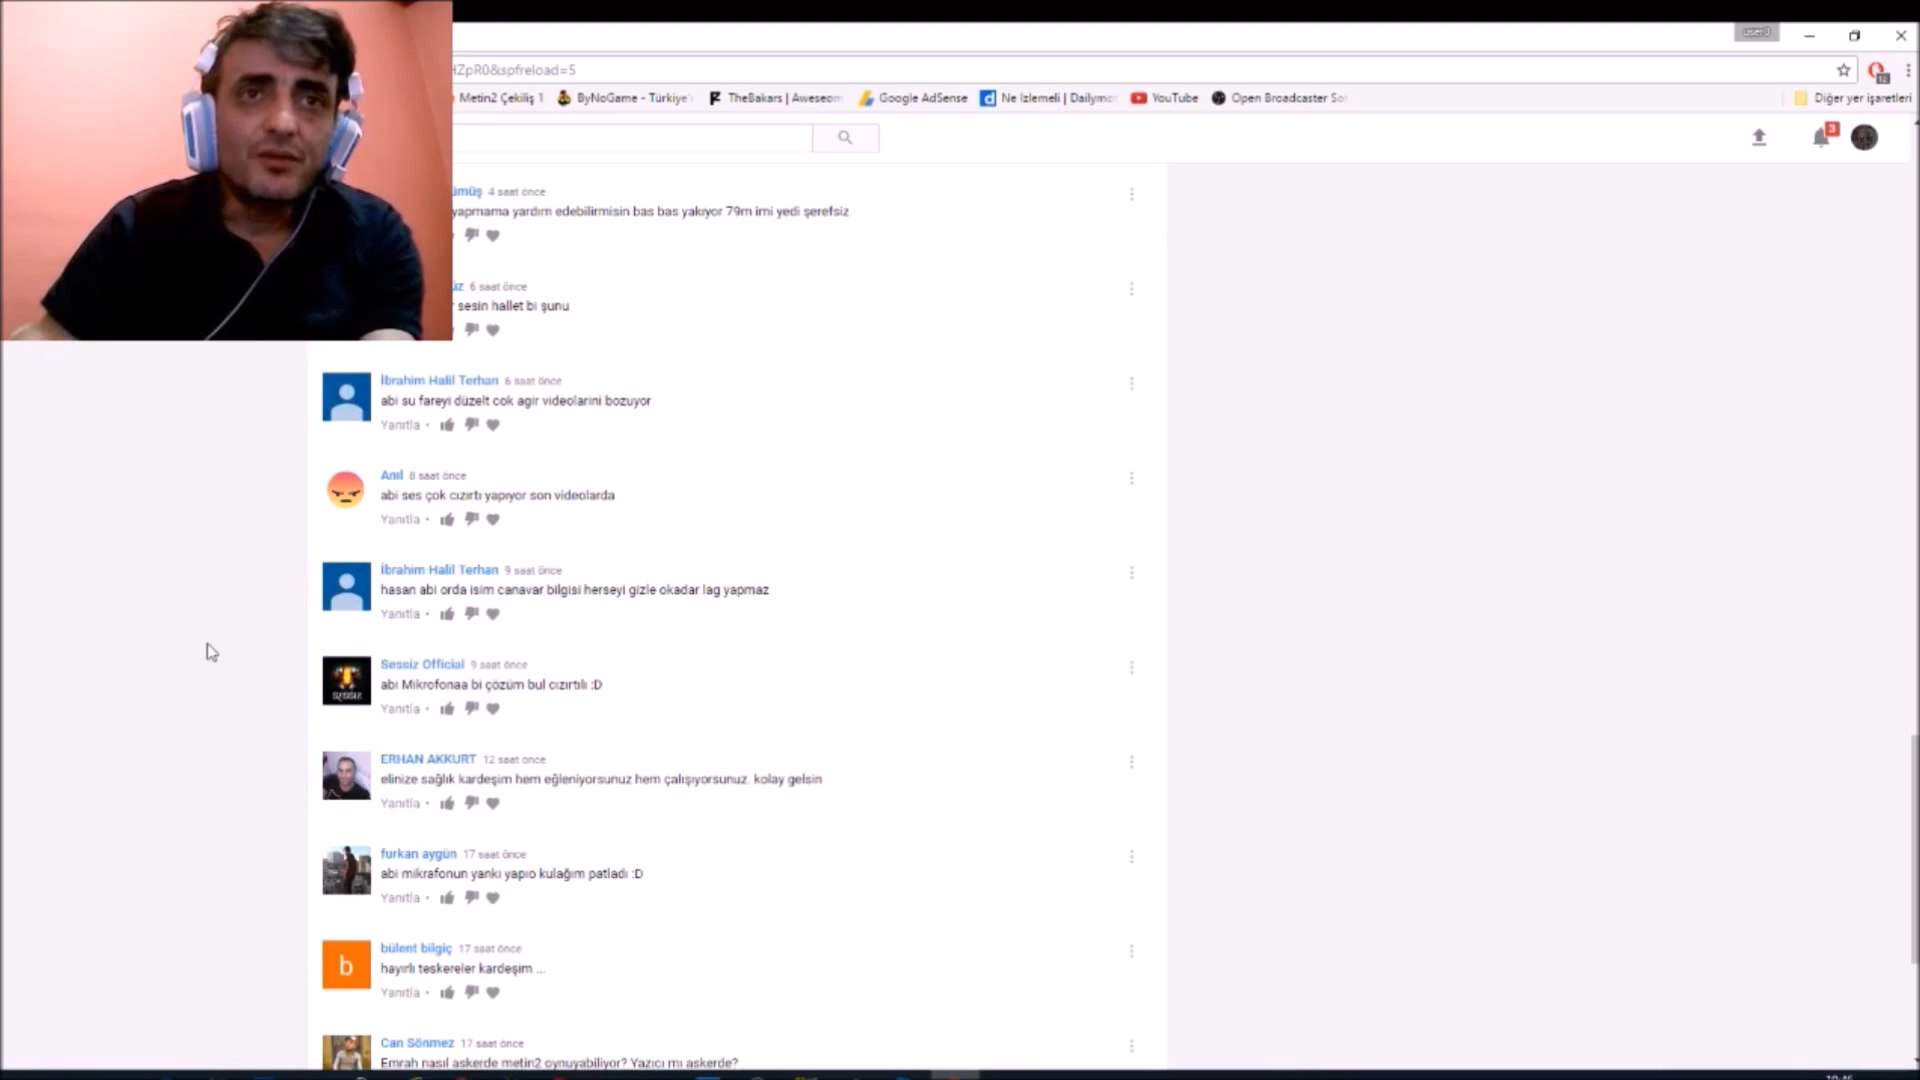 user3
HZpR0&spfreload=5
Metin2 Çekiliş 1
ByNoGame - Türkiye'
TheBakars | Aweseom
Google AdSense
Ne İzlemeli | Dailymo
YouTube
Open Broadcaster So
Diğer yer işaretleri
3
ümüş 4 saat önce
yapmama yardım edebilirmisin bas bas yakıyor 79m imi yedi şerefsiz
üz 6 saat önce
r sesin hallet bi şunu
İbrahim Halil Terhan 6 saat önce
abi su fareyi düzelt cok agir videolarini bozuyor
Yanıtla •
Anıl 8 saat önce
abi ses çok cızırtı yapıyor son videolarda
Yanıtla •
İbrahim Halil Terhan 9 saat önce
hasan abi orda isim canavar bilgisi herseyi gizle okadar lag yapmaz
Yanıtla •
SESSIZ
Sessiz Official 9 saat önce
abi Mikrofonaa bi çözüm bul cızırtılı :D
Yanıtla •
ERHAN AKKURT 12 saat önce
elinize sağlık kardeşim hem eğleniyorsunuz hem çalışıyorsunuz. kolay gelsin
Yanıtla •
furkan aygün 17 saat önce
abi mikrafonun yankı yapıo kulağım patladı :D
Yanıtla •
b
bülent bilgiç 17 saat önce
hayırlı teskereler kardeşim ...
Yanıtla •
Can Sönmez 17 saat önce
Emrah nasıl askerde metin2 oynuyabiliyor? Yazıcı mı askerde?